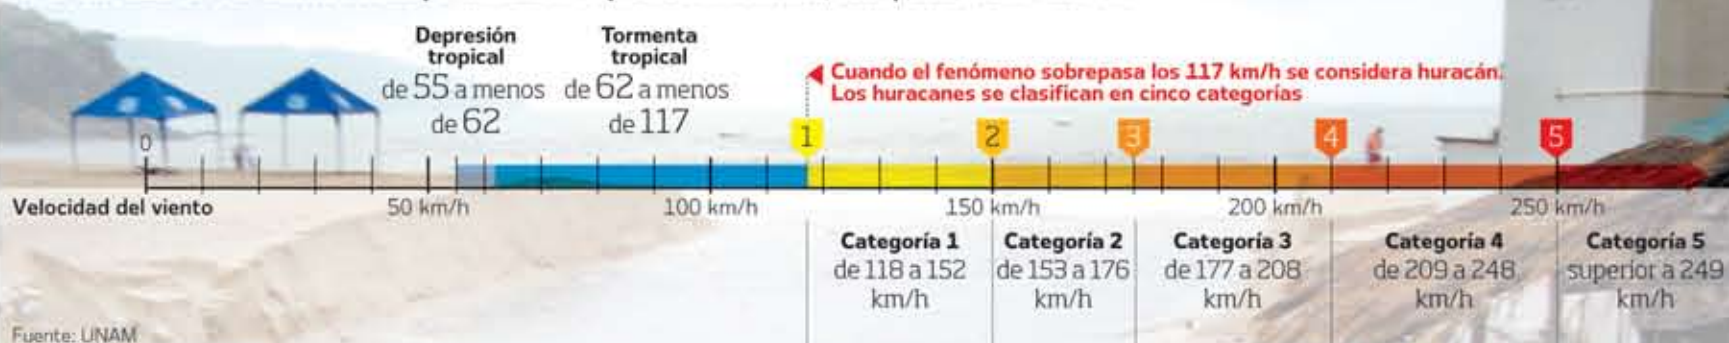 Depresión
tropical
de 55 a menos
de 62
Tormenta
tropical
de 62 a menos
de 117
Cuando el fenómeno sobrepasa los 117 km/h se considera huracán.
Los huracanes se clasifican en cinco categorías
0
1
2
3
4
5
Velocidad del viento
50 km/h
100 km/h
150 km/h
200 km/h
250 km/h
Categoría 1
de 118 a 152
km/h
Categoría 2
de 153 a 176
km/h
Categoría 3
de 177 a 208
km/h
Categoría 4
de 209 a 248
km/h
Categoría 5
superior a 249
km/h
Fuente: UNAM